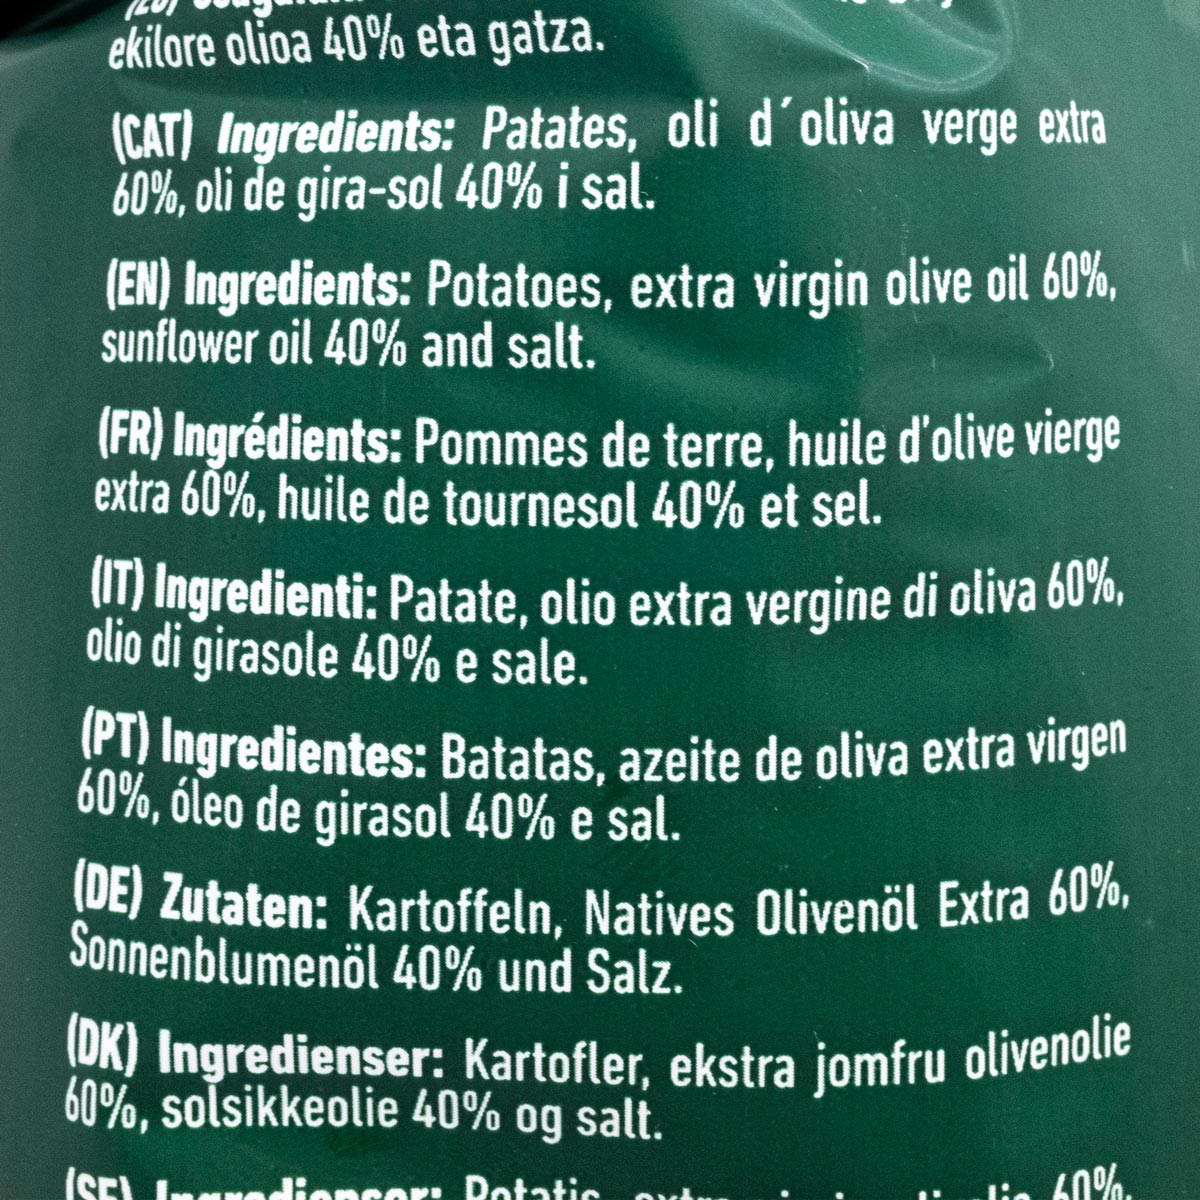 ekilore olioa 40% eta gatza.
(CAT) Ingredients: Patates, oli d´oliva verge extra
60%, oli de gira-sol 40% i sal.
(EN) Ingredients: Potatoes, extra virgin olive oil 60%,
sunflower oil 40% and salt.
(FR) Ingrédients: Pommes de terre, huile d'olive vierge
extra 60%, huile de tournesol 40% et sel.
(IT) Ingredienti: Patate, olio extra vergine di oliva 60%,
olio di girasole 40% e sale.
(PT) Ingredientes: Batatas, azeite de oliva extra virgen
60%, óleo de girasol 40% e sal.
(DE) Zutaten: Kartoffeln, Natives Olivenöl Extra 60%,
Sonnenblumenöl 40% und Salz.
(DK) Ingredienser: Kartofler, ekstra jomfru olivenolie
60%, solsikkeolie 40% og salt.
(SE) Ingredienser: Potatis, 60%